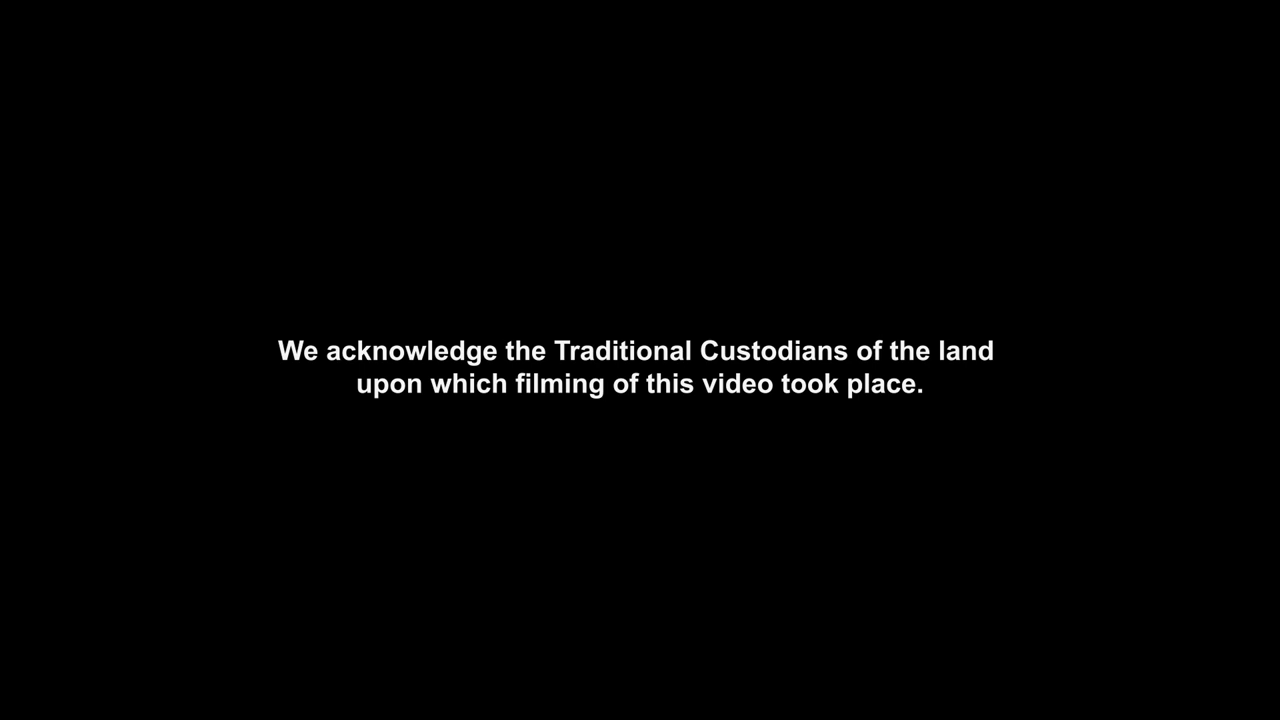 We acknowledge the Traditional Custodians of the land
upon which filming of this video took place.